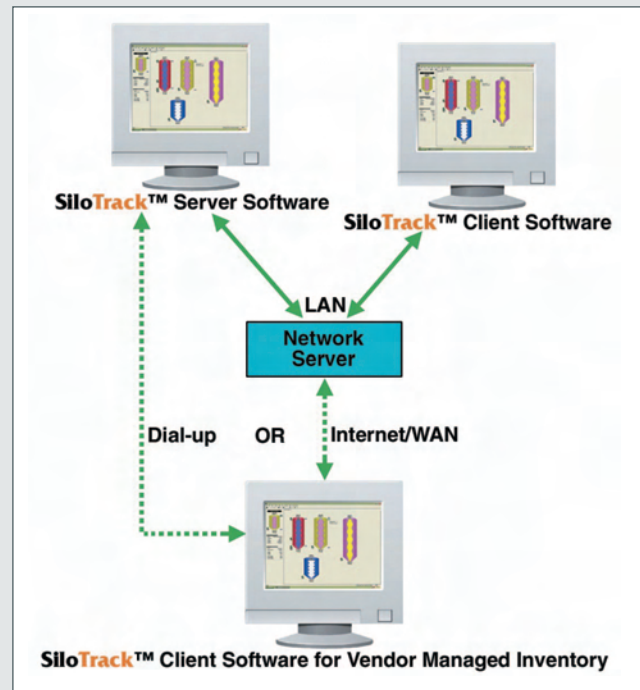 SiloTrack™ Server Software
SiloTrack™ Client Software
LAN
Network
Server
Dial-up OR Internet/WAN
SiloTrack™ Client Software for Vendor Managed Inventory